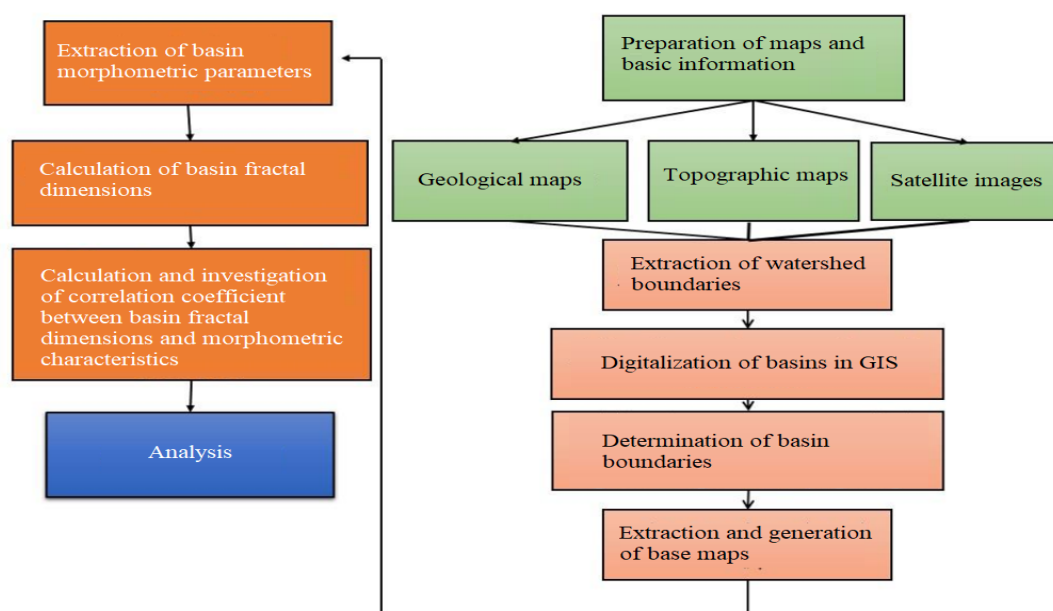 Preparation of maps and
basic information
Geological maps
Topographic maps
Satellite images
Extraction of watershed
boundaries
Digitalization of basins in GIS
Determination of basin
boundaries
Extraction and generation
of base maps
Extraction of basin
morphometric parameters
Calculation of basin fractal
dimensions
Calculation and investigation
of correlation coefficient
between basin fractal
dimensions and morphometric
characteristics
Analysis